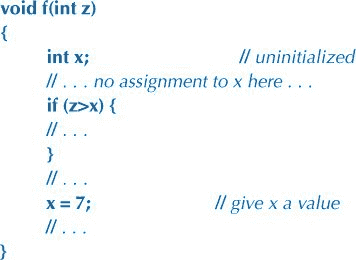 void f(int z)
{
int x; // uninitialized
// . . . no assignment to x here . . .
if (z>x) {
// . . .
}
// . . .
x = 7; // give x a value
// . . .
}